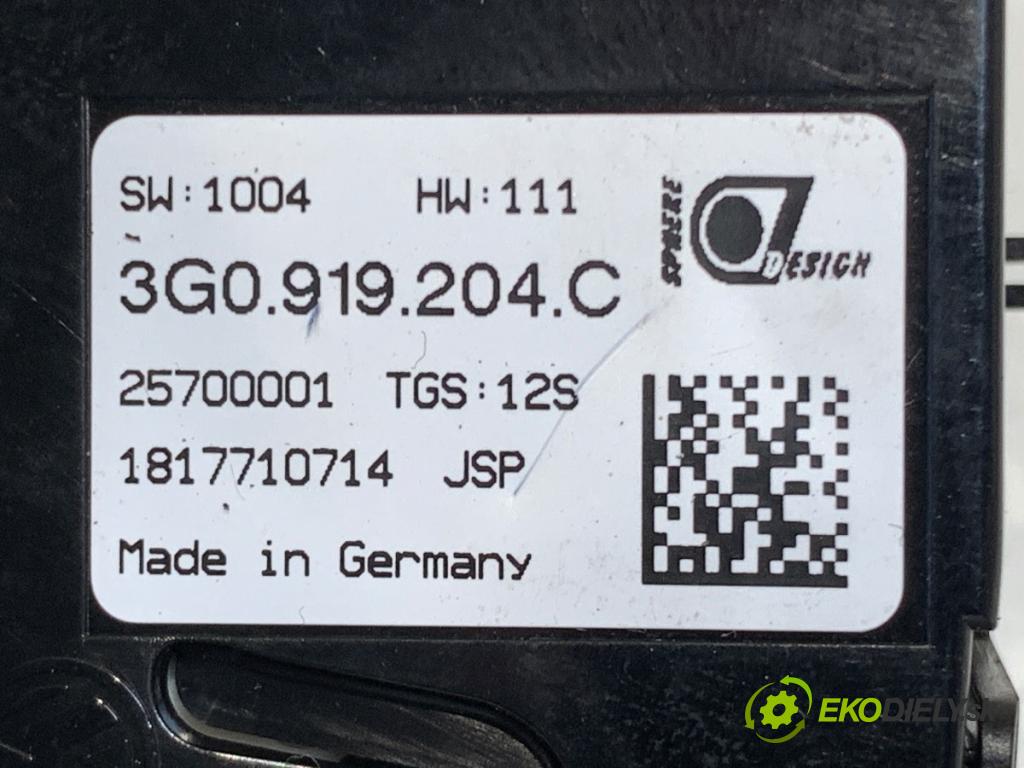 SW:1004 HW:111
SPHERE DESIGN
3G0.919.204.C
25700001 TGS:12S
1817710714 JSP
Made in Germany
EKODIELY.S